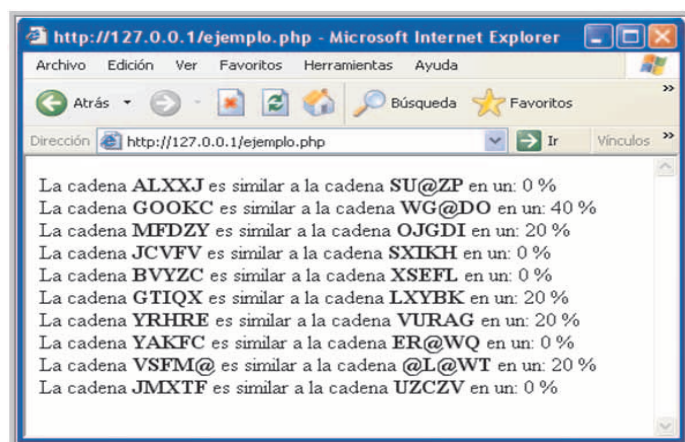 http://127.0.0.1/ejemplo.php - Microsoft Internet Explorer
Archivo Edición Ver Favoritos Herramientas Ayuda
Atrás Búsqueda Favoritos »
Dirección http://127.0.0.1/ejemplo.php Ir Vínculos »
La cadena ALXXJ es similar a la cadena SU@ZP en un: 0 %
La cadena GOOKC es similar a la cadena WG@DO en un: 40 %
La cadena MFDZY es similar a la cadena OJGDI en un: 20 %
La cadena JCVFV es similar a la cadena SXIKH en un: 0 %
La cadena BVYZC es similar a la cadena XSEFL en un: 0 %
La cadena GTIQX es similar a la cadena LXYBK en un: 20 %
La cadena YRHRE es similar a la cadena VURAG en un: 20 %
La cadena YAKFC es similar a la cadena ER@WQ en un: 0 %
La cadena VSFM@ es similar a la cadena @L@WT en un: 20 %
La cadena JMXTF es similar a la cadena UZCZV en un: 0 %